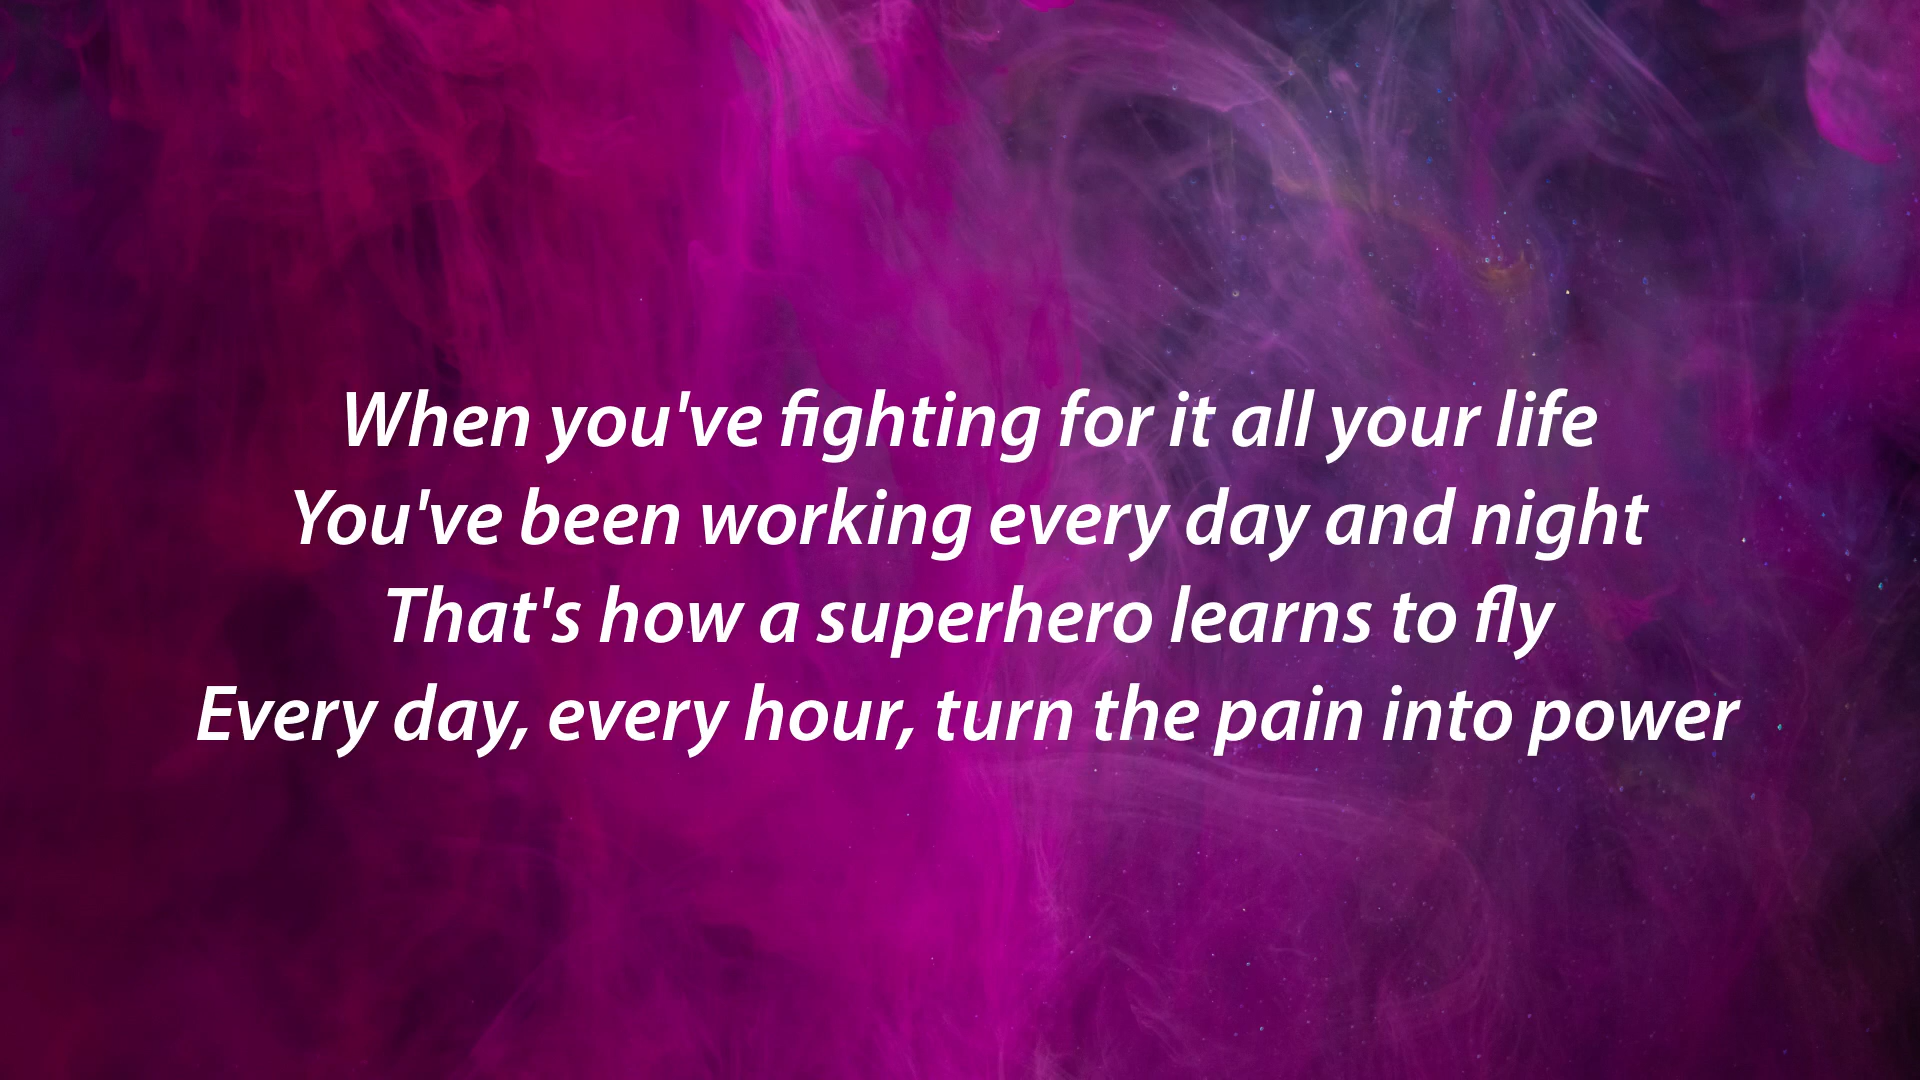 When you've fighting for it all your life
You've been working every day and night
That's how a superhero learns to fly
Every day, every hour, turn the pain into power